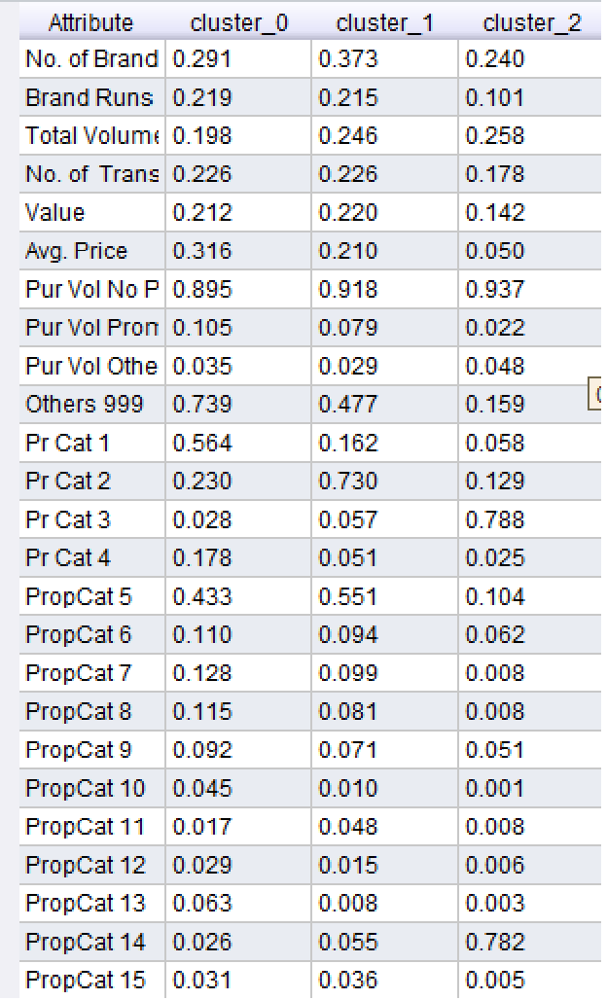 Attribute cluster_0 cluster_1 cluster_2
No. of Brand 0.291 0.373 0.240
Brand Runs 0.219 0.215 0.101
Total Volume 0.198 0.246 0.258
No. of Trans 0.226 0.226 0.178
Value 0.212 0.220 0.142
Avg. Price 0.316 0.210 0.050
Pur Vol No P 0.895 0.918 0.937
Pur Vol Prom 0.105 0.079 0.022
Pur Vol Othe 0.035 0.029 0.048
Others 999 0.739 0.477 0.159
Pr Cat 1 0.564 0.162 0.058
Pr Cat 2 0.230 0.730 0.129
Pr Cat 3 0.028 0.057 0.788
Pr Cat 4 0.178 0.051 0.025
PropCat 5 0.433 0.551 0.104
PropCat 6 0.110 0.094 0.062
PropCat 7 0.128 0.099 0.008
PropCat 8 0.115 0.081 0.008
PropCat 9 0.092 0.071 0.051
PropCat 10 0.045 0.010 0.001
PropCat 11 0.017 0.048 0.008
PropCat 12 0.029 0.015 0.006
PropCat 13 0.063 0.008 0.003
PropCat 14 0.026 0.055 0.782
PropCat 15 0.031 0.036 0.005